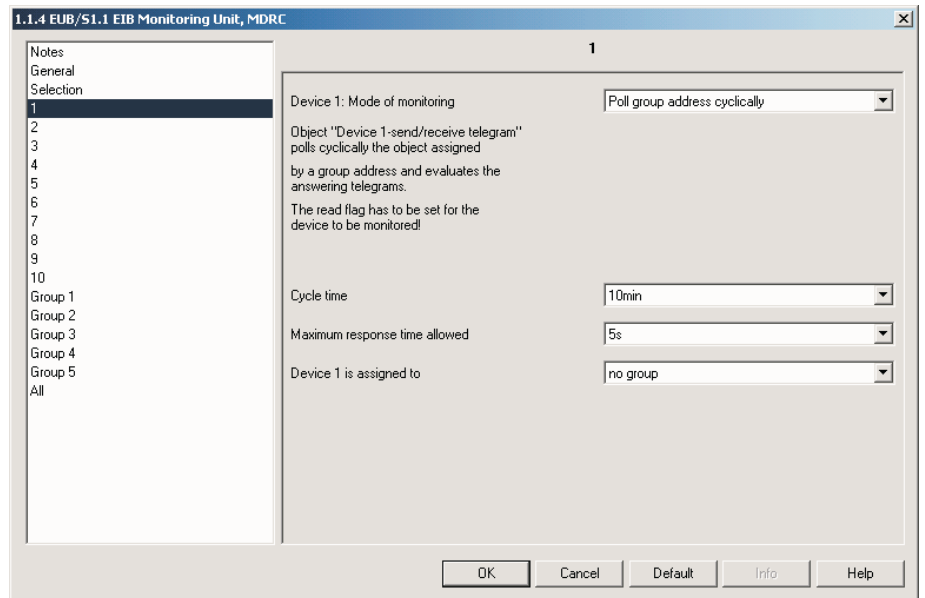 1.1.4 EUB/S1.1 EIB Monitoring Unit, MDRC
Notes
General
Selection
1
2
3
4
5
6
7
8
9
10
Group 1
Group 2
Group 3
Group 4
Group 5
All
1
Device 1: Mode of monitoring
Poll group address cyclically
Object "Device 1-send/receive telegram"
polls cyclically the object assigned
by a group address and evaluates the
answering telegrams.
The read flag has to be set for the
device to be monitored!
Cycle time
10min
Maximum response time allowed
5s
Device 1 is assigned to
no group
OK
Cancel
Default
Info
Help